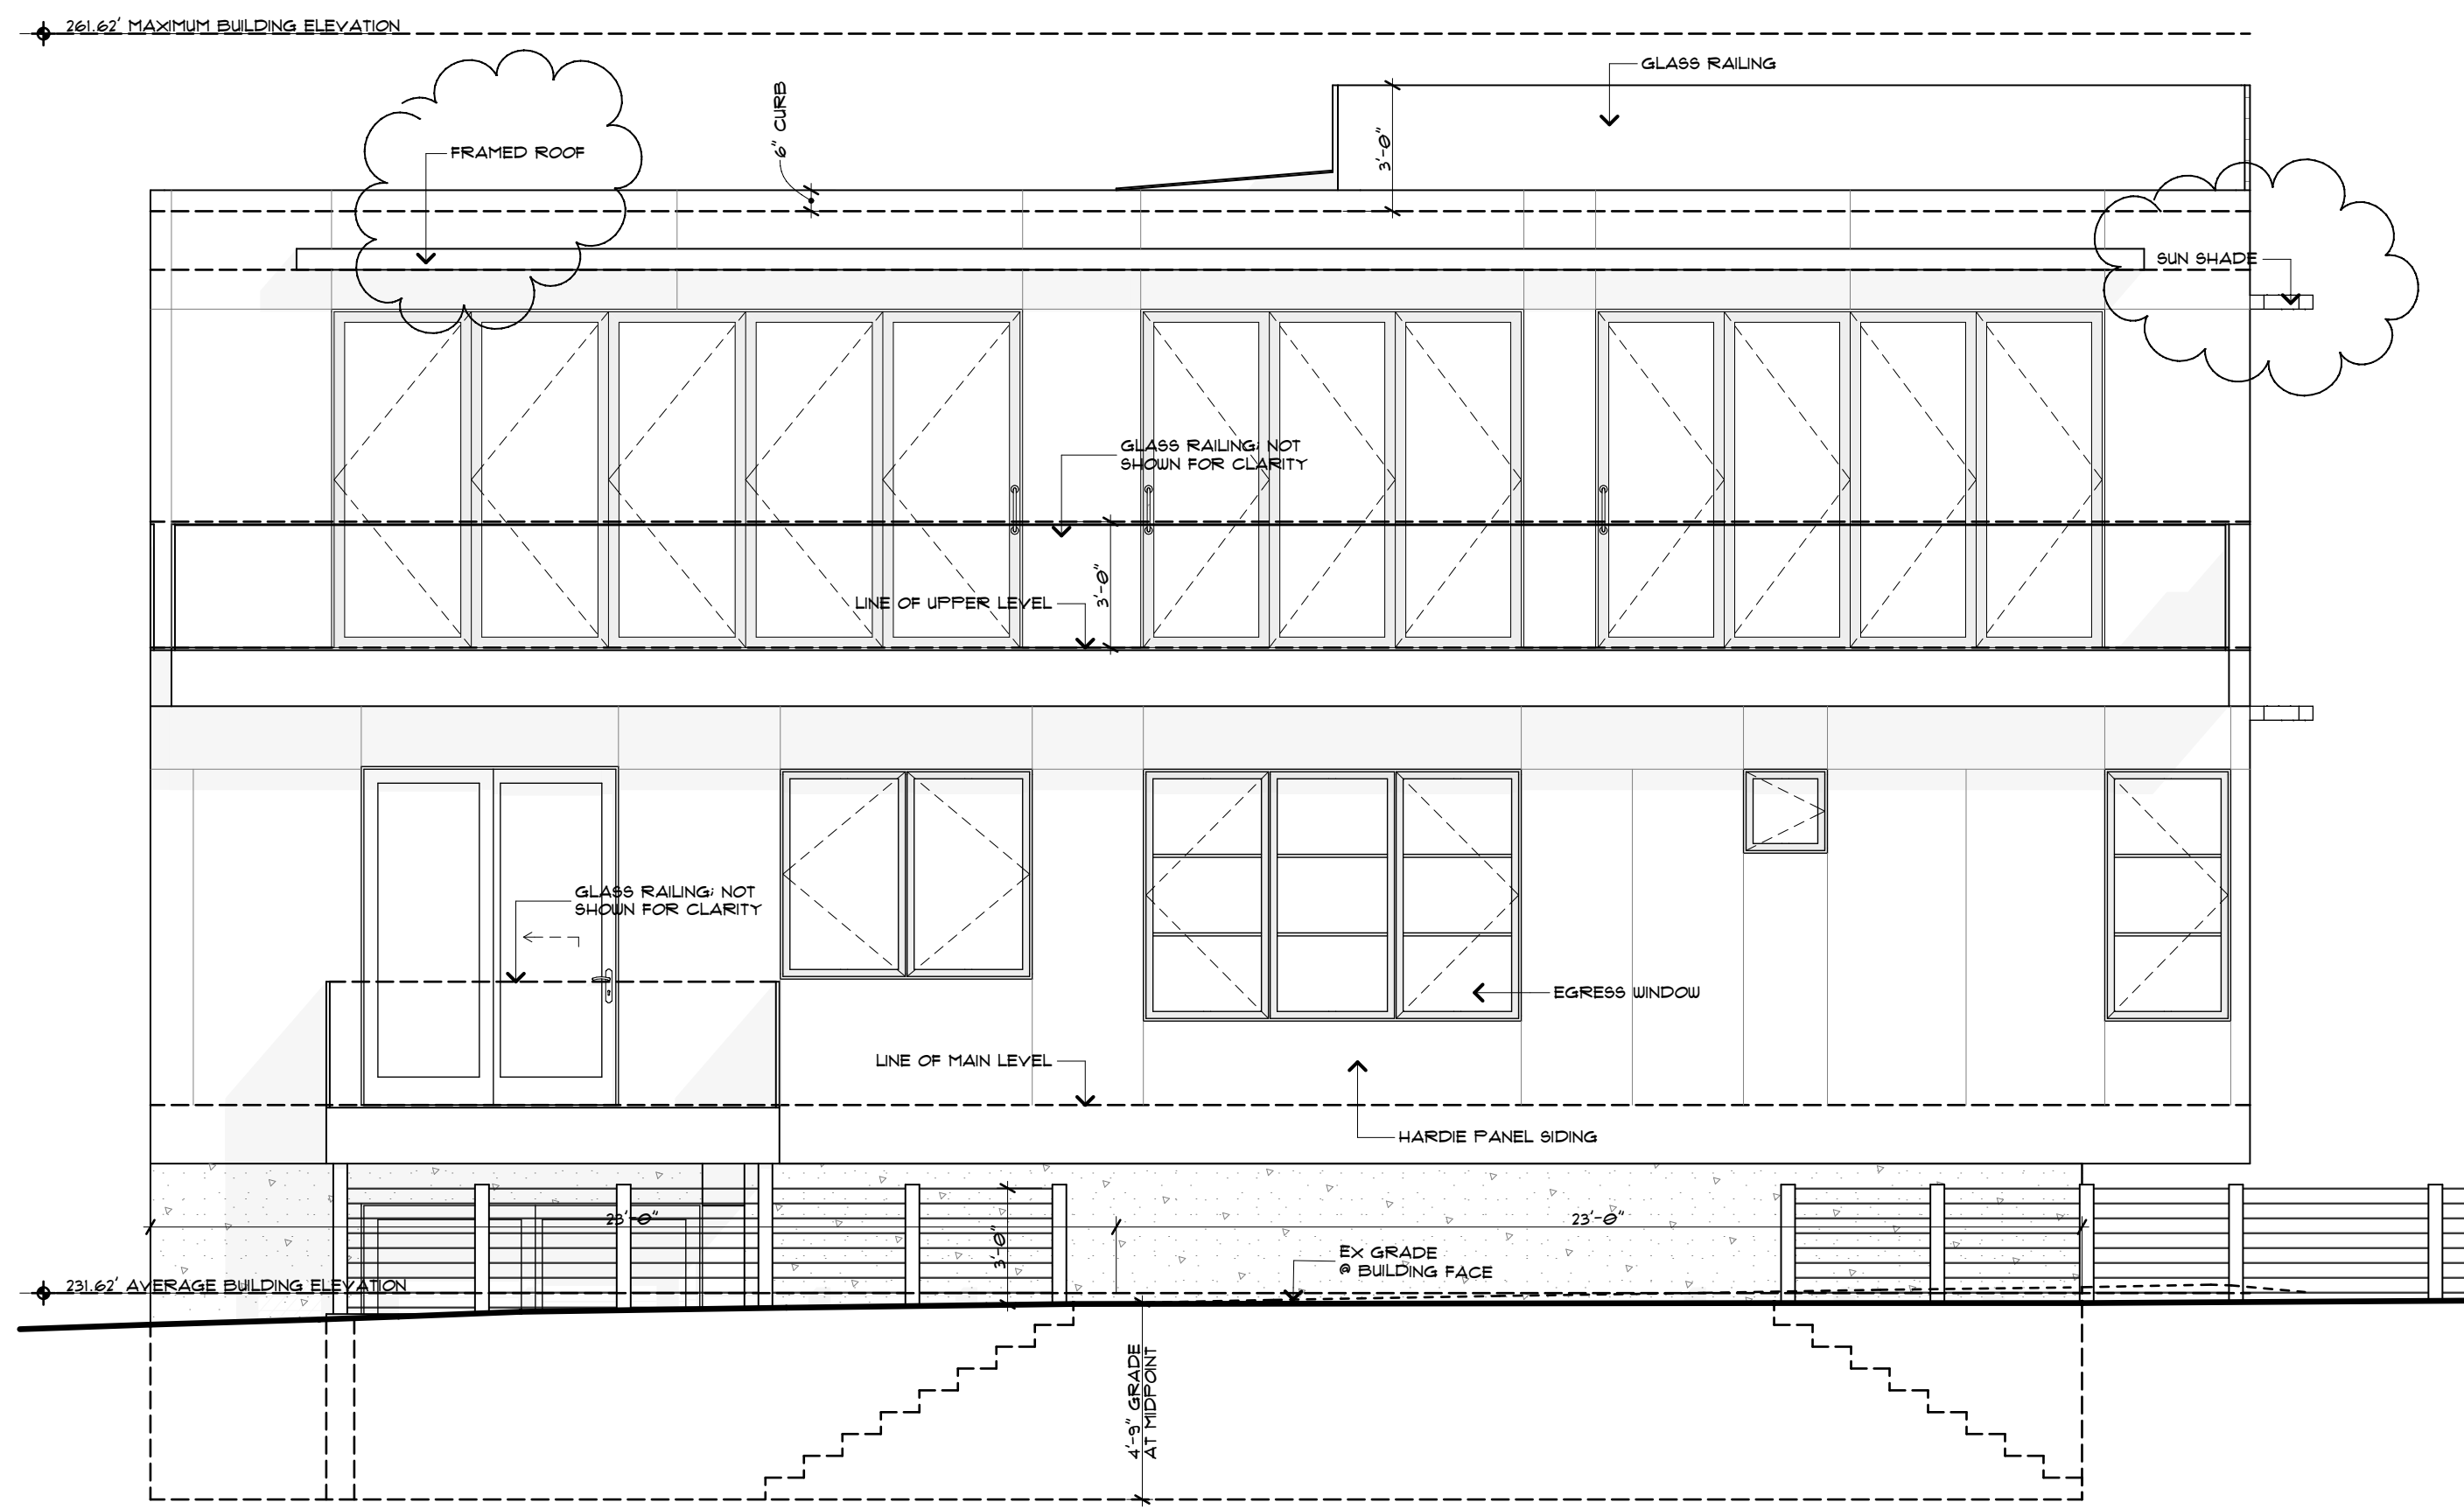 261.62' MAXIMUM BUILDING ELEVATION
GLASS RAILING
6" CURB
3'-0"
FRAMED ROOF
SUN SHADE
GLASS RAILING; NOT
SHOWN FOR CLARITY
3'-0"
LINE OF UPPER LEVEL
GLASS RAILING; NOT
SHOWN FOR CLARITY
EGRESS WINDOW
LINE OF MAIN LEVEL
HARDIE PANEL SIDING
23'-0"
23'-0"
3'-0"
EX GRADE
@ BUILDING FACE
231.62' AVERAGE BUILDING ELEVATION
4'-9" GRADE
AT MIDPOINT